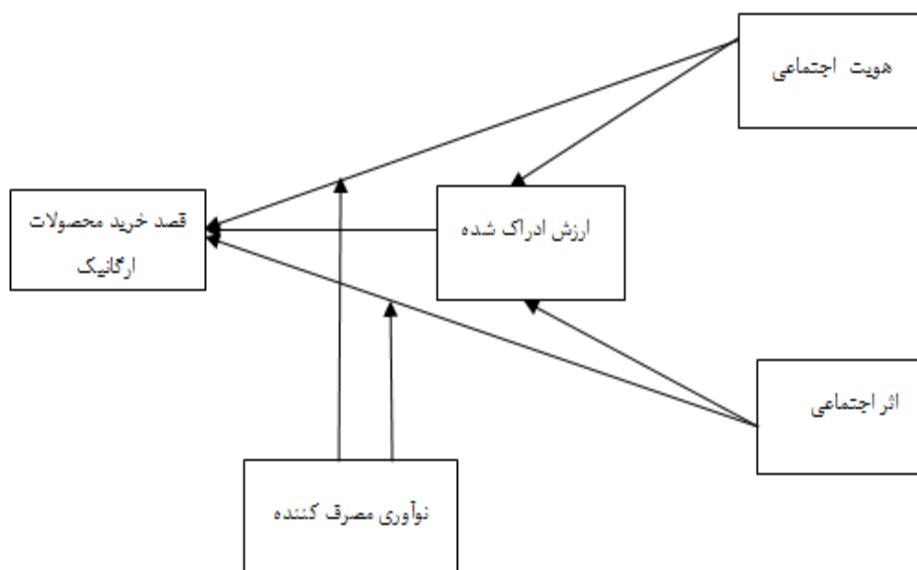 هویت اجتماعی
قصد خرید محصولات
ارگانیک
ارزش ادراک شده
اثر اجتماعی
نوآوری مصرف کننده